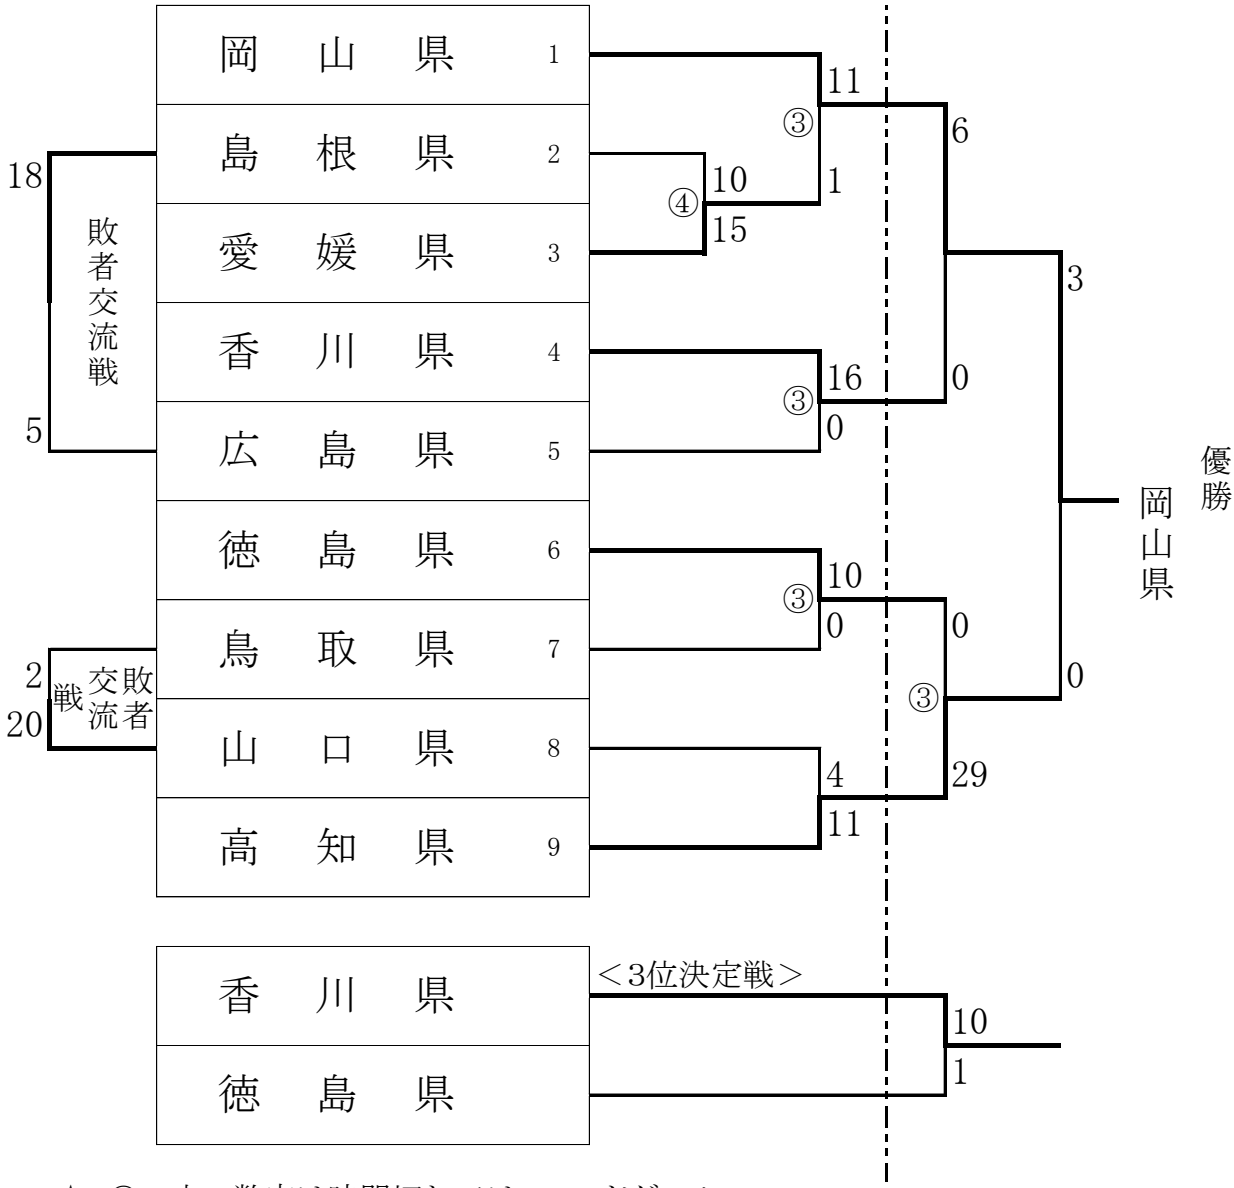 岡山県 1
島根県 2
愛媛県 3
香川県 4
広島県 5
徳島県 6
鳥取県 7
山口県 8
高知県 9
18
敗者交流戦
5
2
敗者交流戦
20
11
③
1
10
④
15
16
③
0
10
③
0
4
11
6
0
0
③
29
3
0
優勝
岡山県
＜3位決定戦＞
香川県
徳島県
10
1